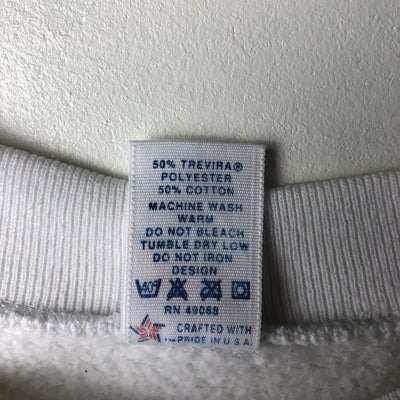 50% TREVIRA®
POLYESTER
50% COTTON
MACHINE WASH
WARM
DO NOT BLEACH
TUMBLE DRY LOW
DO NOT IRON
DESIGN
40°
RN 49068
CRAFTED WITH
PRIDE IN U.S.A.